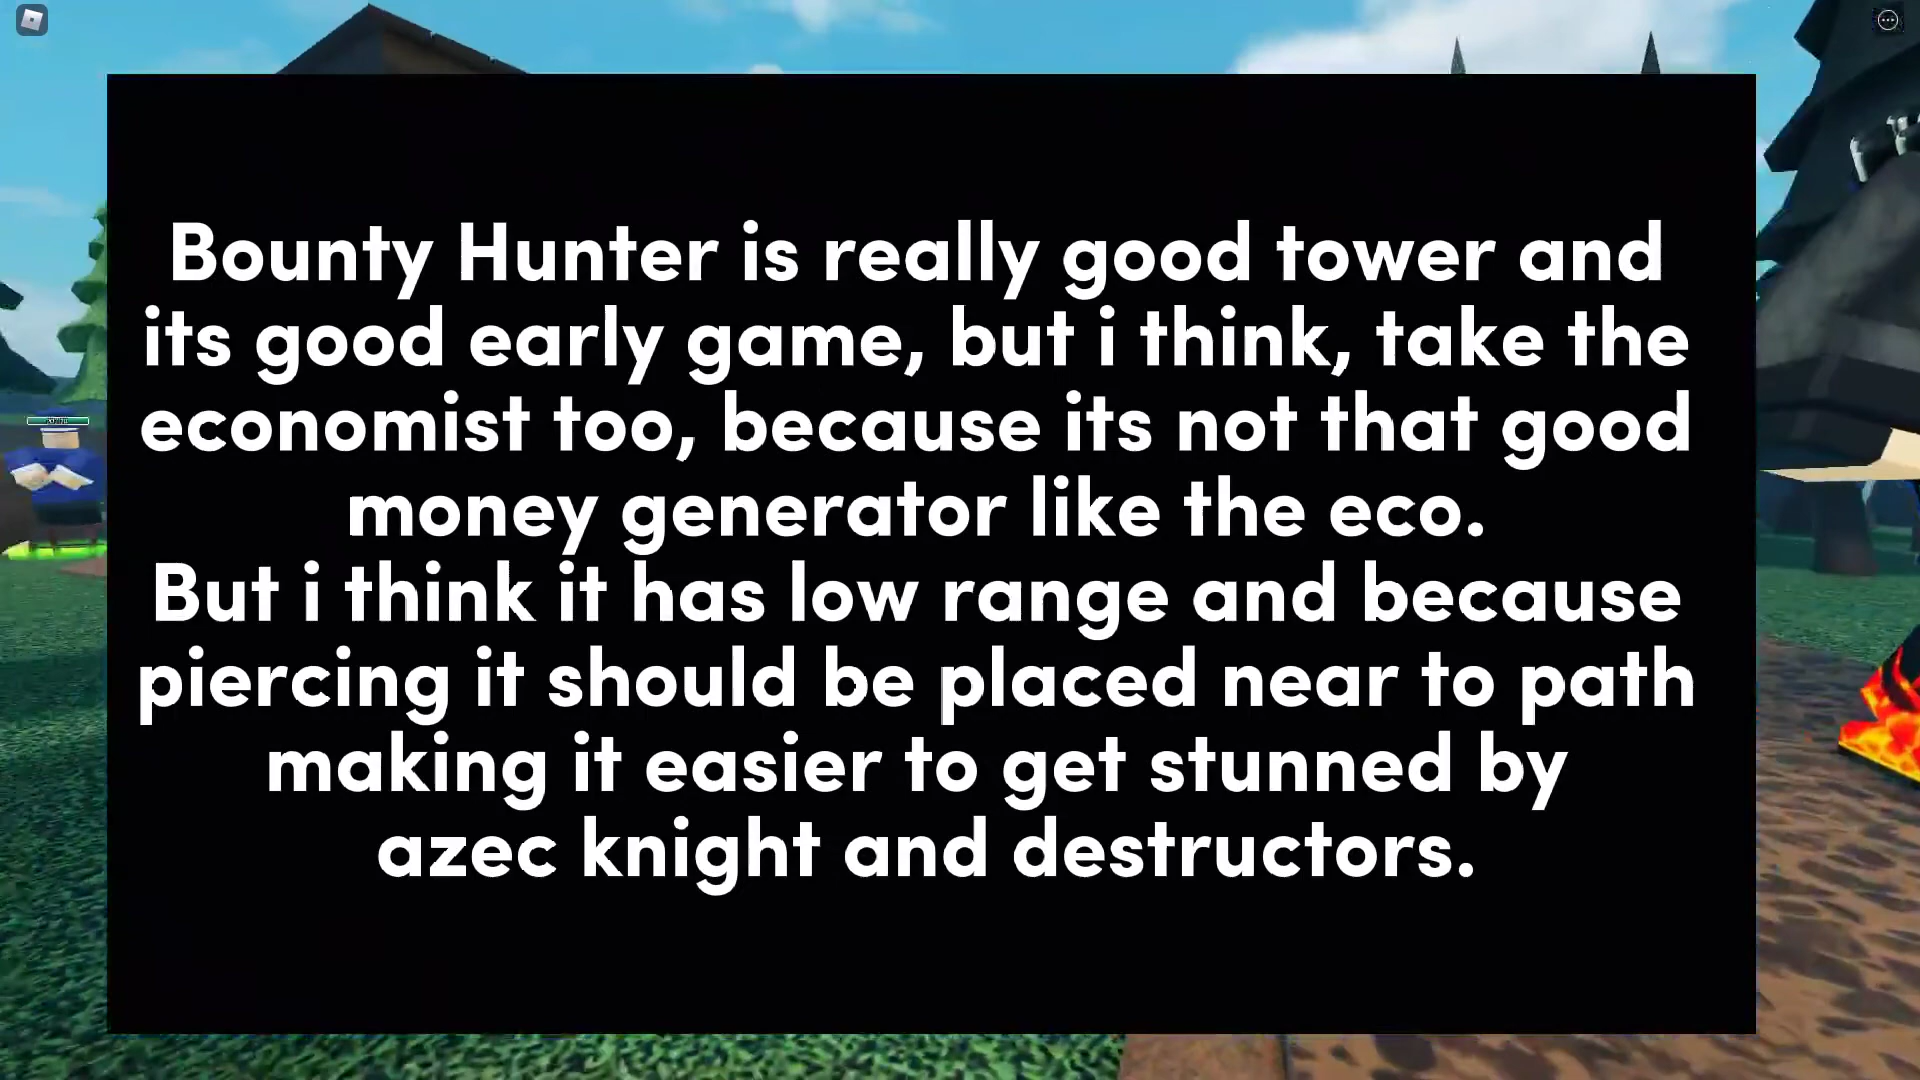 Bounty Hunter is really good tower and
its good early game, but i think, take the
economist too, because its not that good
money generator like the eco.
But i think it has low range and because
piercing it should be placed near to path
making it easier to get stunned by
azec knight and destructors.